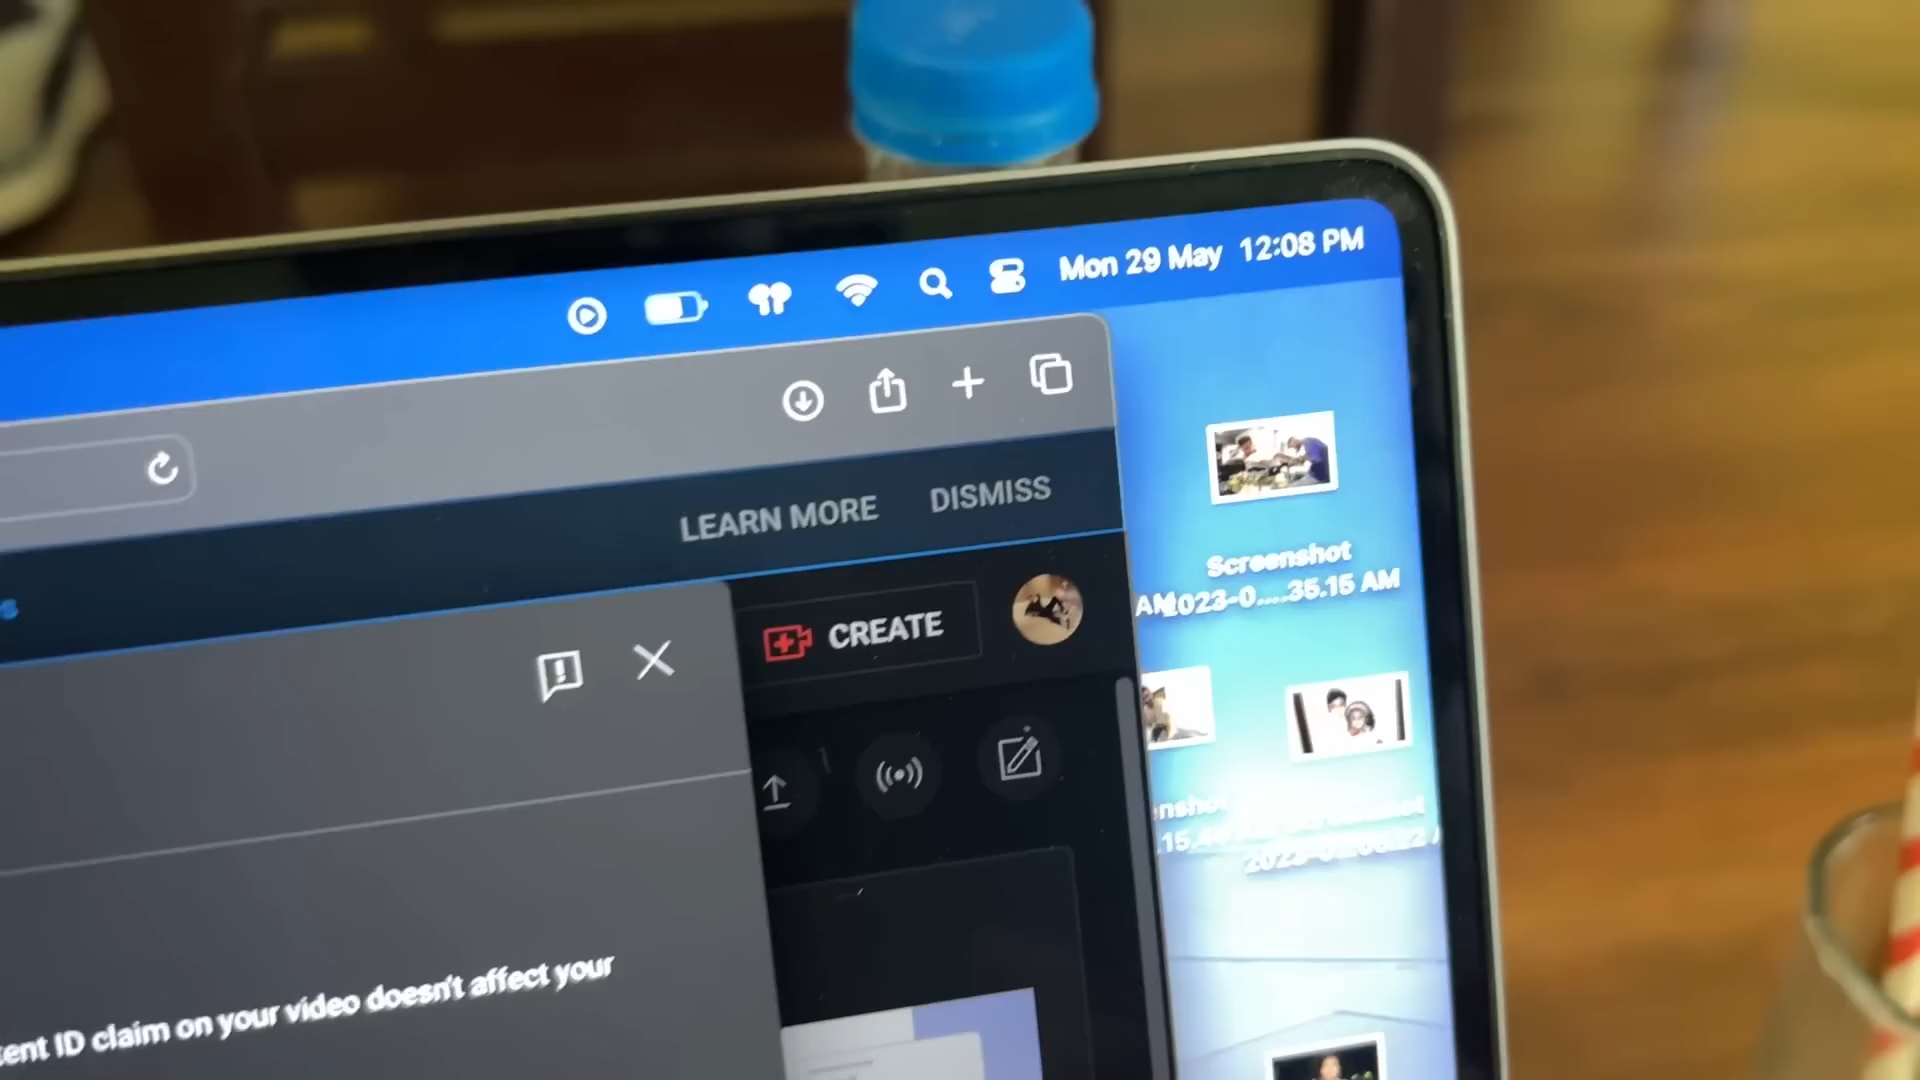 Mon 29 May 12:08 PM
LEARN MORE DISMISS
CREATE
Screenshot
AM
2023-0....35.15 AM
ID claim on your video doesn't affect your